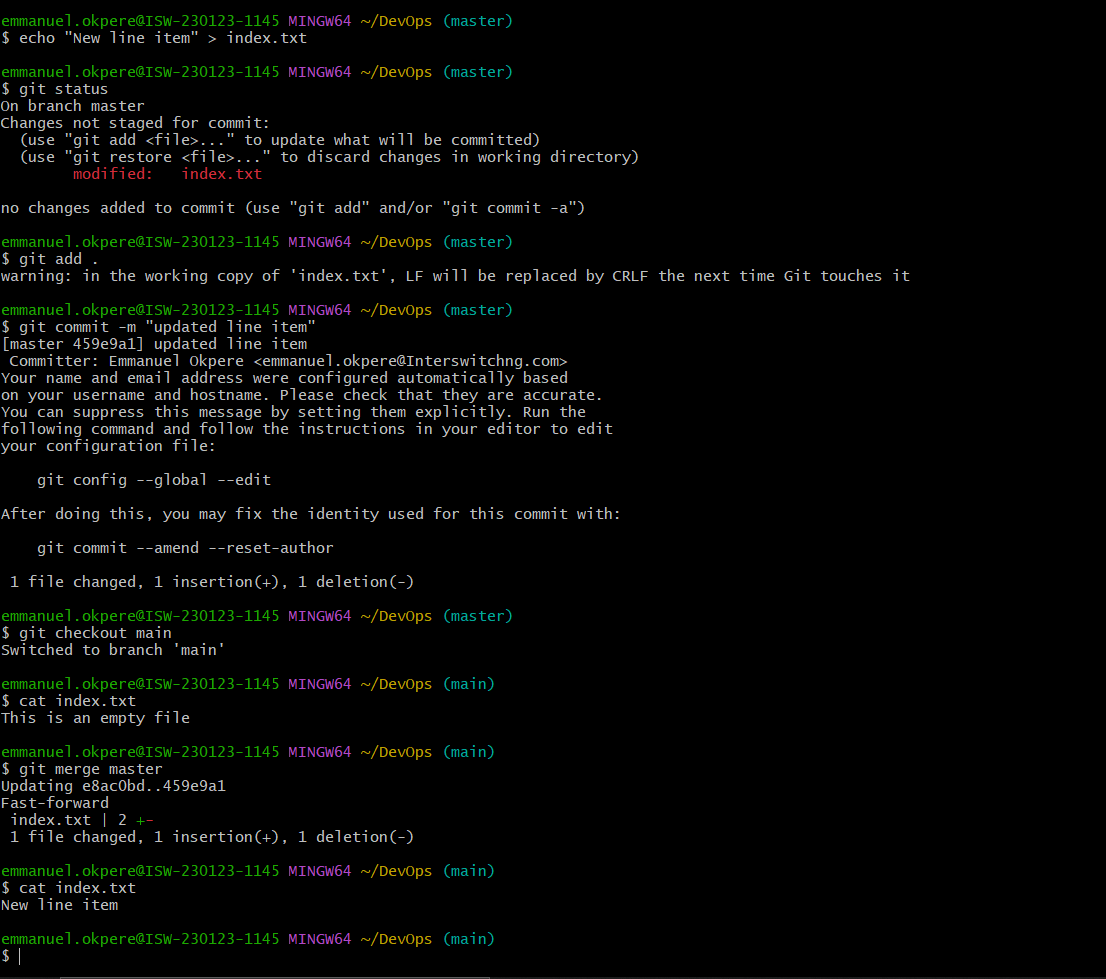 emmanuel.okpere@ISW-230123-1145 MINGW64 ~/DevOps (master)
$ echo "New line item" > index.txt

emmanuel.okpere@ISW-230123-1145 MINGW64 ~/DevOps (master)
$ git status
On branch master
Changes not staged for commit:
  (use "git add <file>..." to update what will be committed)
  (use "git restore <file>..." to discard changes in working directory)
        modified:   index.txt

no changes added to commit (use "git add" and/or "git commit -a")

emmanuel.okpere@ISW-230123-1145 MINGW64 ~/DevOps (master)
$ git add .
warning: in the working copy of 'index.txt', LF will be replaced by CRLF the next time Git touches it

emmanuel.okpere@ISW-230123-1145 MINGW64 ~/DevOps (master)
$ git commit -m "updated line item"
[master 459e9a1] updated line item
 Committer: Emmanuel Okpere <emmanuel.okpere@Interswitchng.com>
Your name and email address were configured automatically based
on your username and hostname. Please check that they are accurate.
You can suppress this message by setting them explicitly. Run the
following command and follow the instructions in your editor to edit
your configuration file:

    git config --global --edit

After doing this, you may fix the identity used for this commit with:

    git commit --amend --reset-author

 1 file changed, 1 insertion(+), 1 deletion(-)

emmanuel.okpere@ISW-230123-1145 MINGW64 ~/DevOps (master)
$ git checkout main
Switched to branch 'main'

emmanuel.okpere@ISW-230123-1145 MINGW64 ~/DevOps (main)
$ cat index.txt
This is an empty file

emmanuel.okpere@ISW-230123-1145 MINGW64 ~/DevOps (main)
$ git merge master
Updating e8ac0bd..459e9a1
Fast-forward
 index.txt | 2 +-
 1 file changed, 1 insertion(+), 1 deletion(-)

emmanuel.okpere@ISW-230123-1145 MINGW64 ~/DevOps (main)
$ cat index.txt
New line item

emmanuel.okpere@ISW-230123-1145 MINGW64 ~/DevOps (main)
$